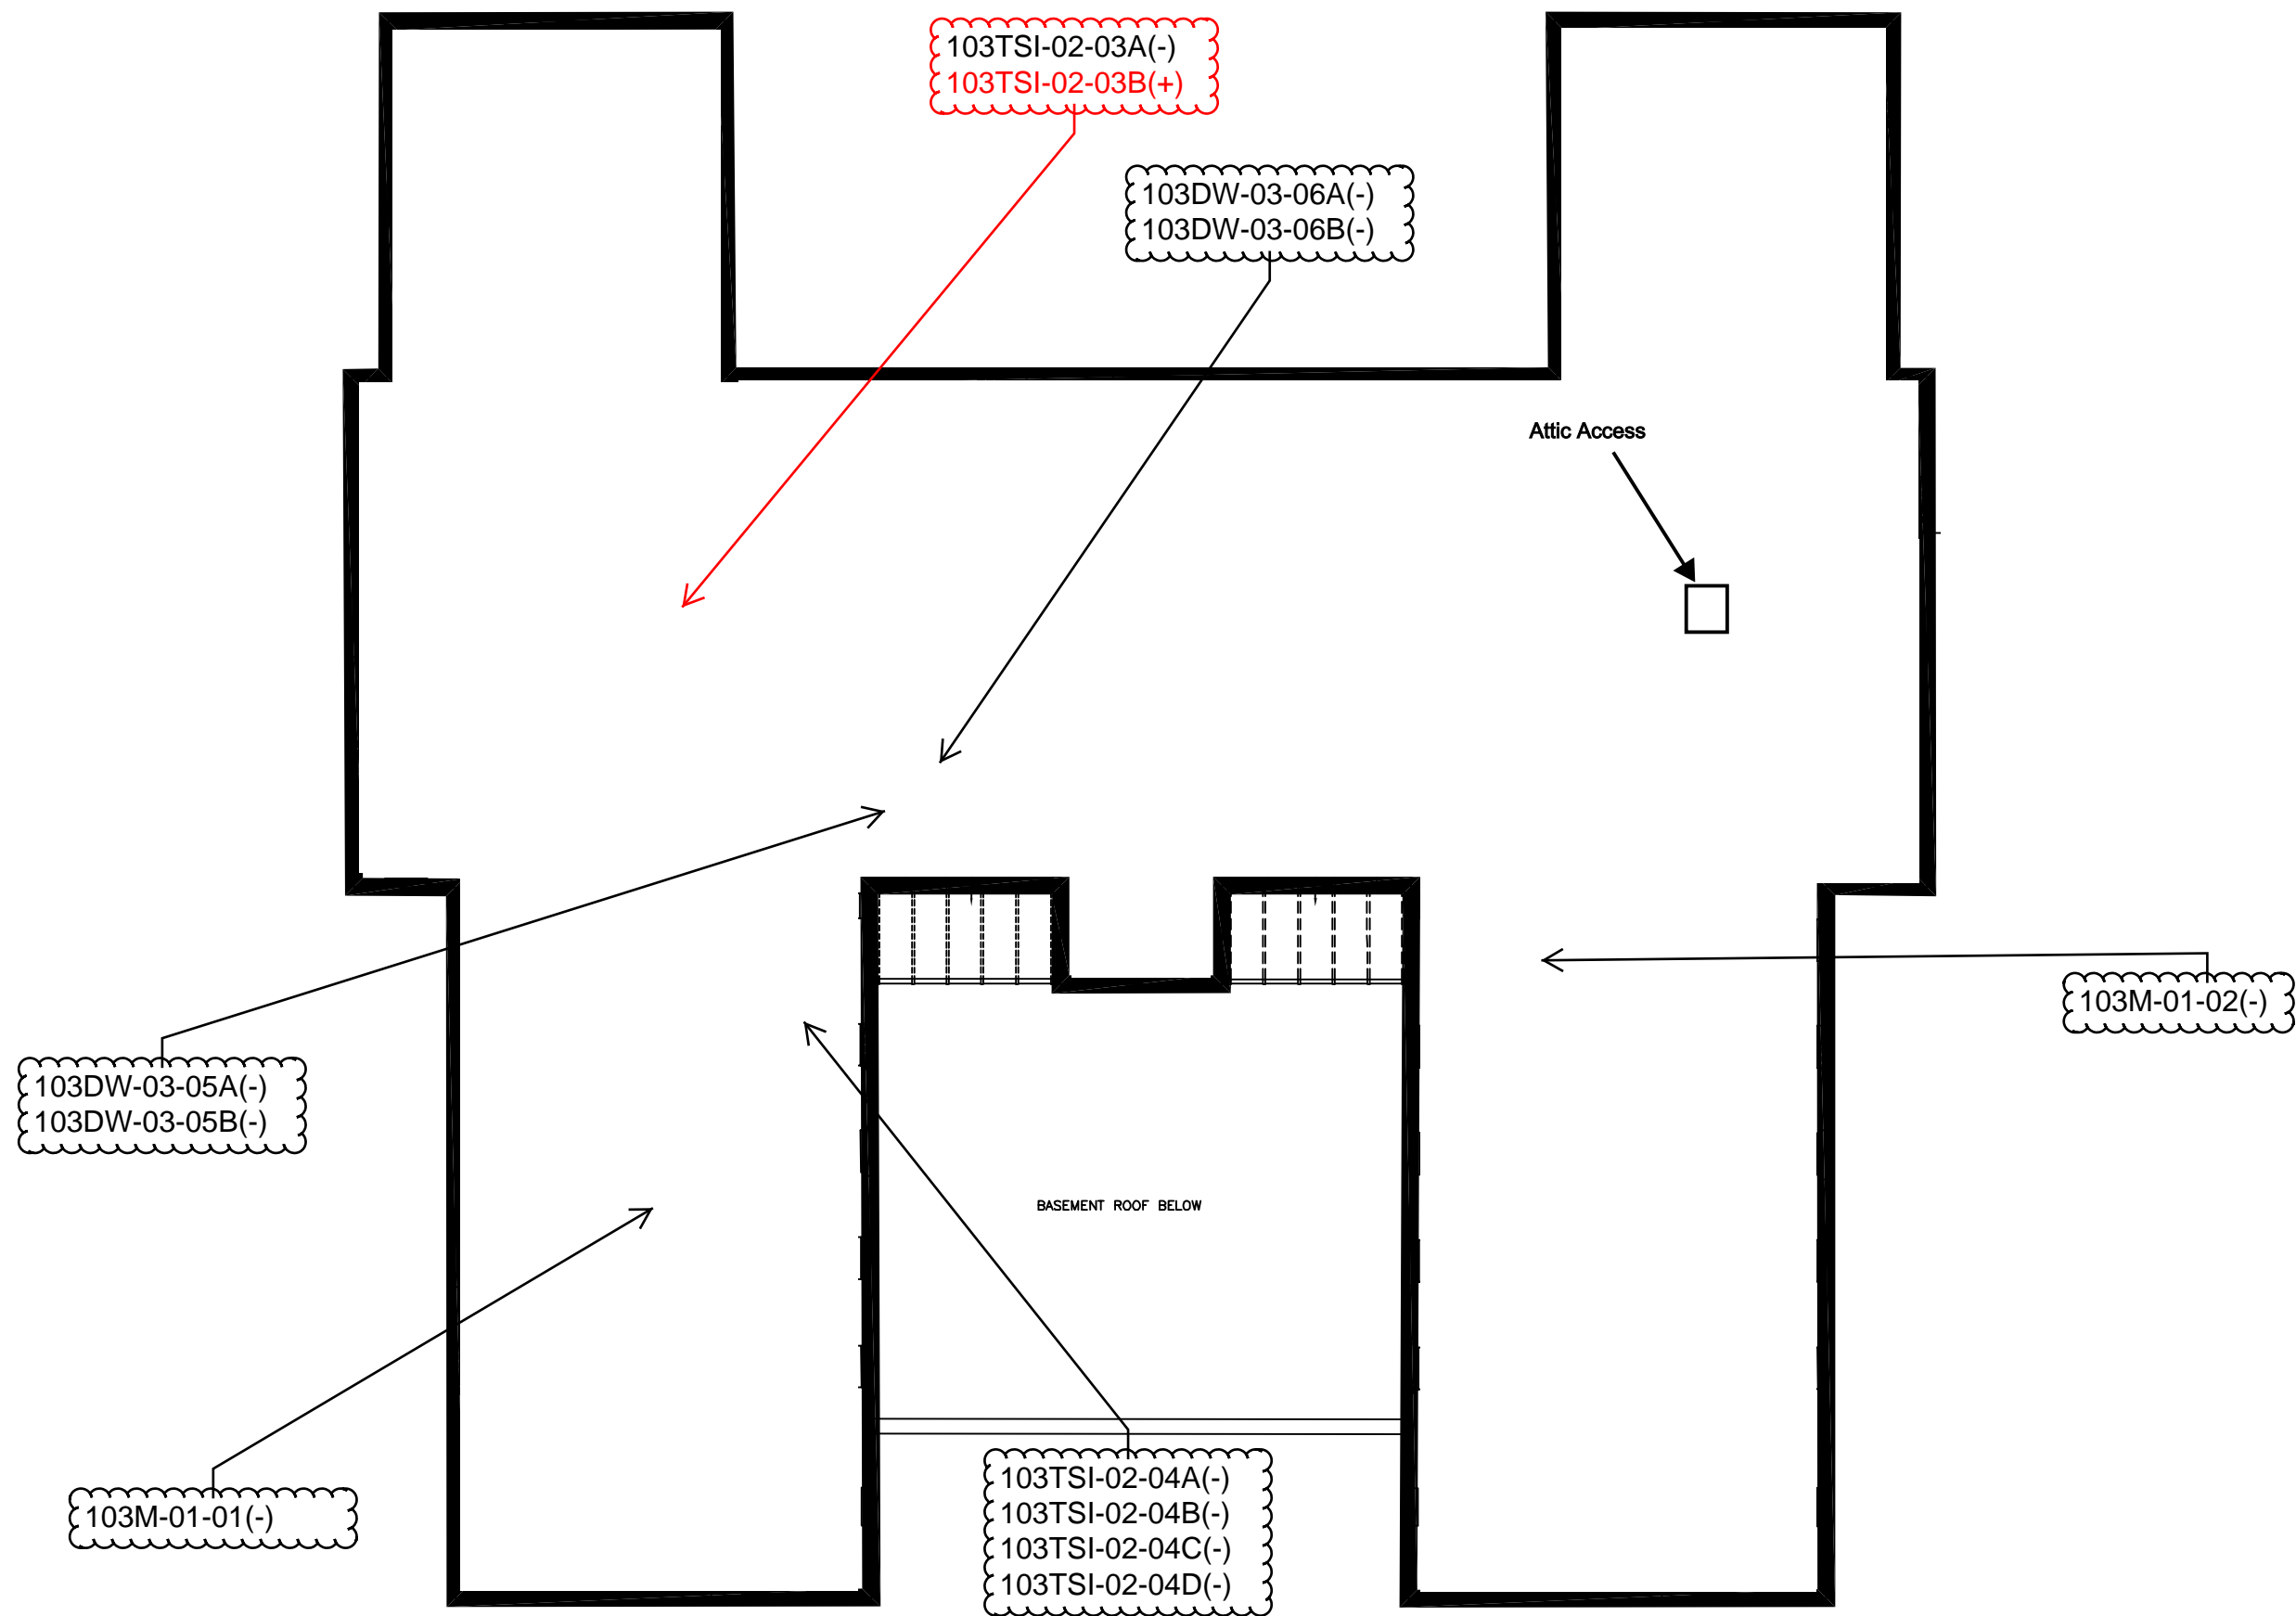 103TSI-02-03A(-)
103TSI-02-03B(+)
103DW-03-06A(-)
103DW-03-06B(-)
Attic Access
103M-01-02(-)
103DW-03-05A(-)
103DW-03-05B(-)
BASEMENT ROOF BELOW
103M-01-01(-)
103TSI-02-04A(-)
103TSI-02-04B(-)
103TSI-02-04C(-)
103TSI-02-04D(-)